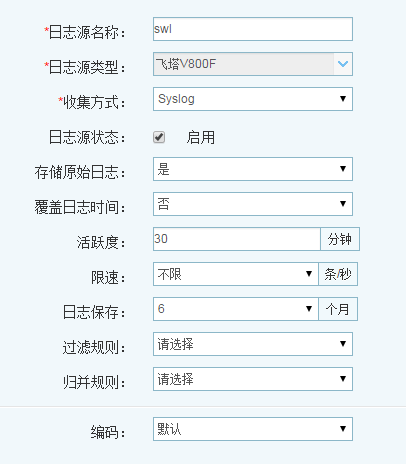 *日志源名称： swl
*日志源类型： 飞塔V800F
*收集方式： Syslog
日志源状态： 启用
存储原始日志： 是
覆盖日志时间： 否
活跃度： 30 分钟
限速： 不限 条/秒
日志保存： 6 个月
过滤规则： 请选择
归并规则： 请选择
编码： 默认